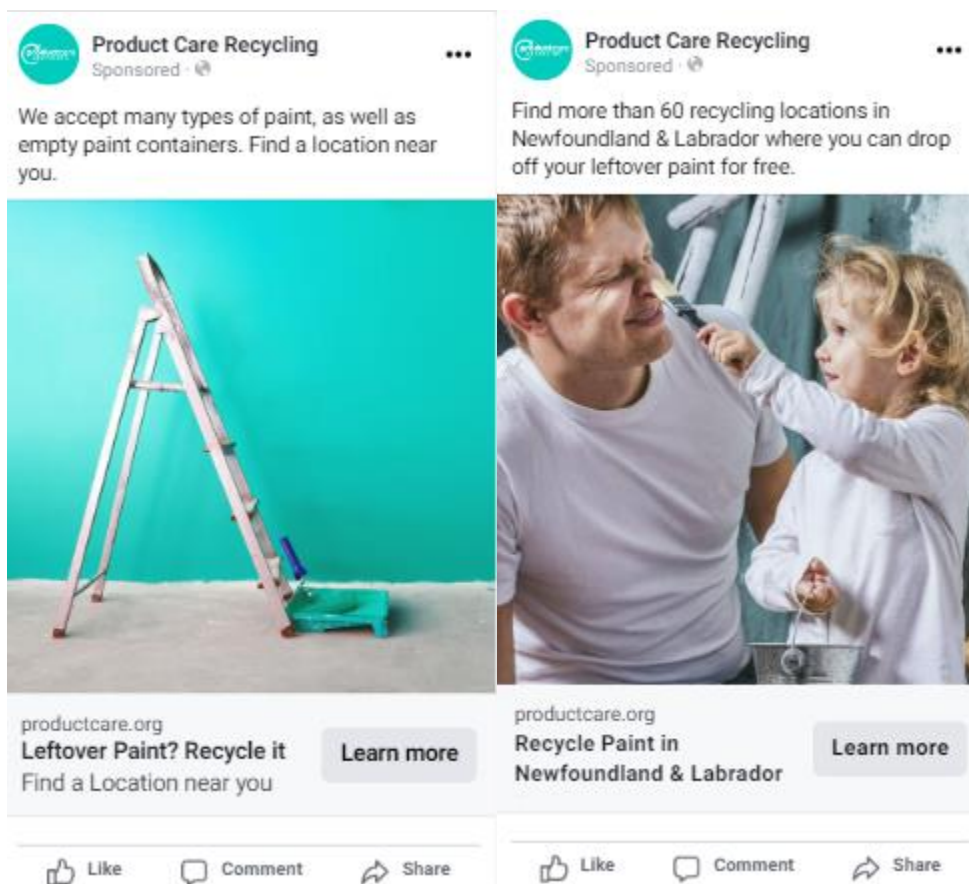 Product Care Recycling
Sponsored ·
We accept many types of paint, as well as
empty paint containers. Find a location near
you.
productcare.org
Leftover Paint? Recycle it
Find a Location near you
Learn more
Like
Comment
Share
Product Care Recycling
Sponsored ·
Find more than 60 recycling locations in
Newfoundland & Labrador where you can drop
off your leftover paint for free.
productcare.org
Recycle Paint in
Newfoundland & Labrador
Learn more
Like
Comment
Share